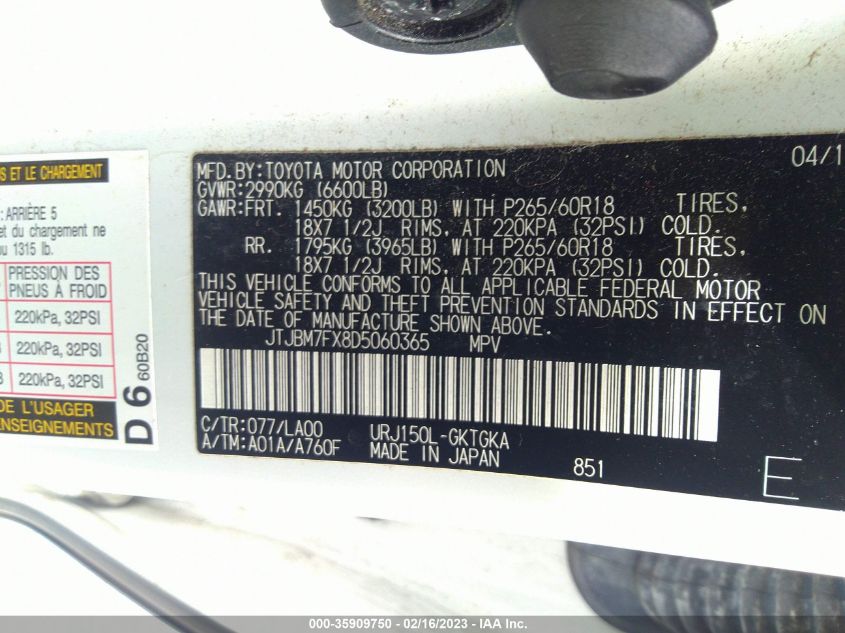 S ET LE CHARGEMENT
: ARRIÈRE 5
et du chargement ne
ou 1315 lb.
PRESSION DES
PNEUS À FROID
220kPa, 32PSI
220kPa, 32PSI
220kPa, 32PSI
DE L'USAGER
ENSEIGNEMENTS
D 6 60B20
MFD. BY: TOYOTA MOTOR CORPORATION 04/1
GVWR: 2990KG (6600LB)
GAWR: FRT. 1450KG (3200LB) WITH P265/60R18 TIRES,
18X7 1/2J RIMS, AT 220KPA (32PSI) COLD.
RR. 1795KG (3965LB) WITH P265/60R18 TIRES,
18X7 1/2J RIMS, AT 220KPA (32PSI) COLD.
THIS VEHICLE CONFORMS TO ALL APPLICABLE FEDERAL MOTOR
VEHICLE SAFETY AND THEFT PREVENTION STANDARDS IN EFFECT ON
THE DATE OF MANUFACTURE SHOWN ABOVE.
JTJBM7FX8D5060365 MPV
C/TR: 077/LA00 URJ150L-GKTGKA
A/TM: A01A/A760F MADE IN JAPAN 851 E
000-35909750 - 02/16/2023 - IAA Inc.